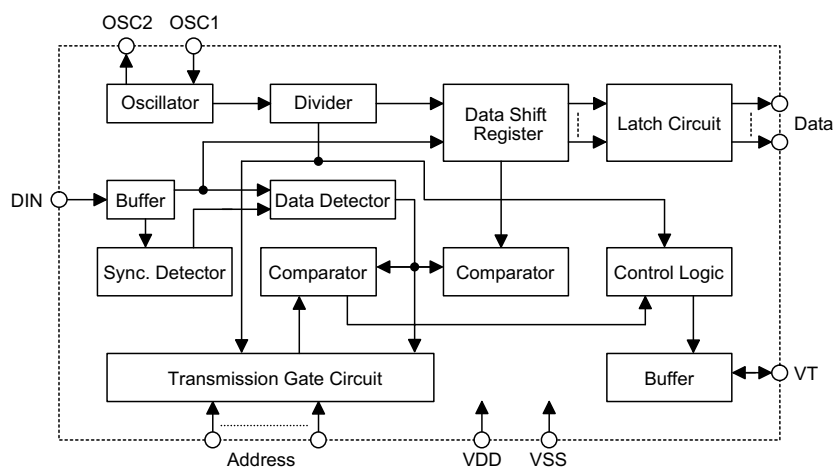 OSC2 OSC1
Oscillator
Divider
Data Shift
Register
Latch Circuit
Data
DIN
Buffer
Data Detector
Sync. Detector
Comparator
Comparator
Control Logic
Transmission Gate Circuit
Buffer
VT
Address
VDD
VSS